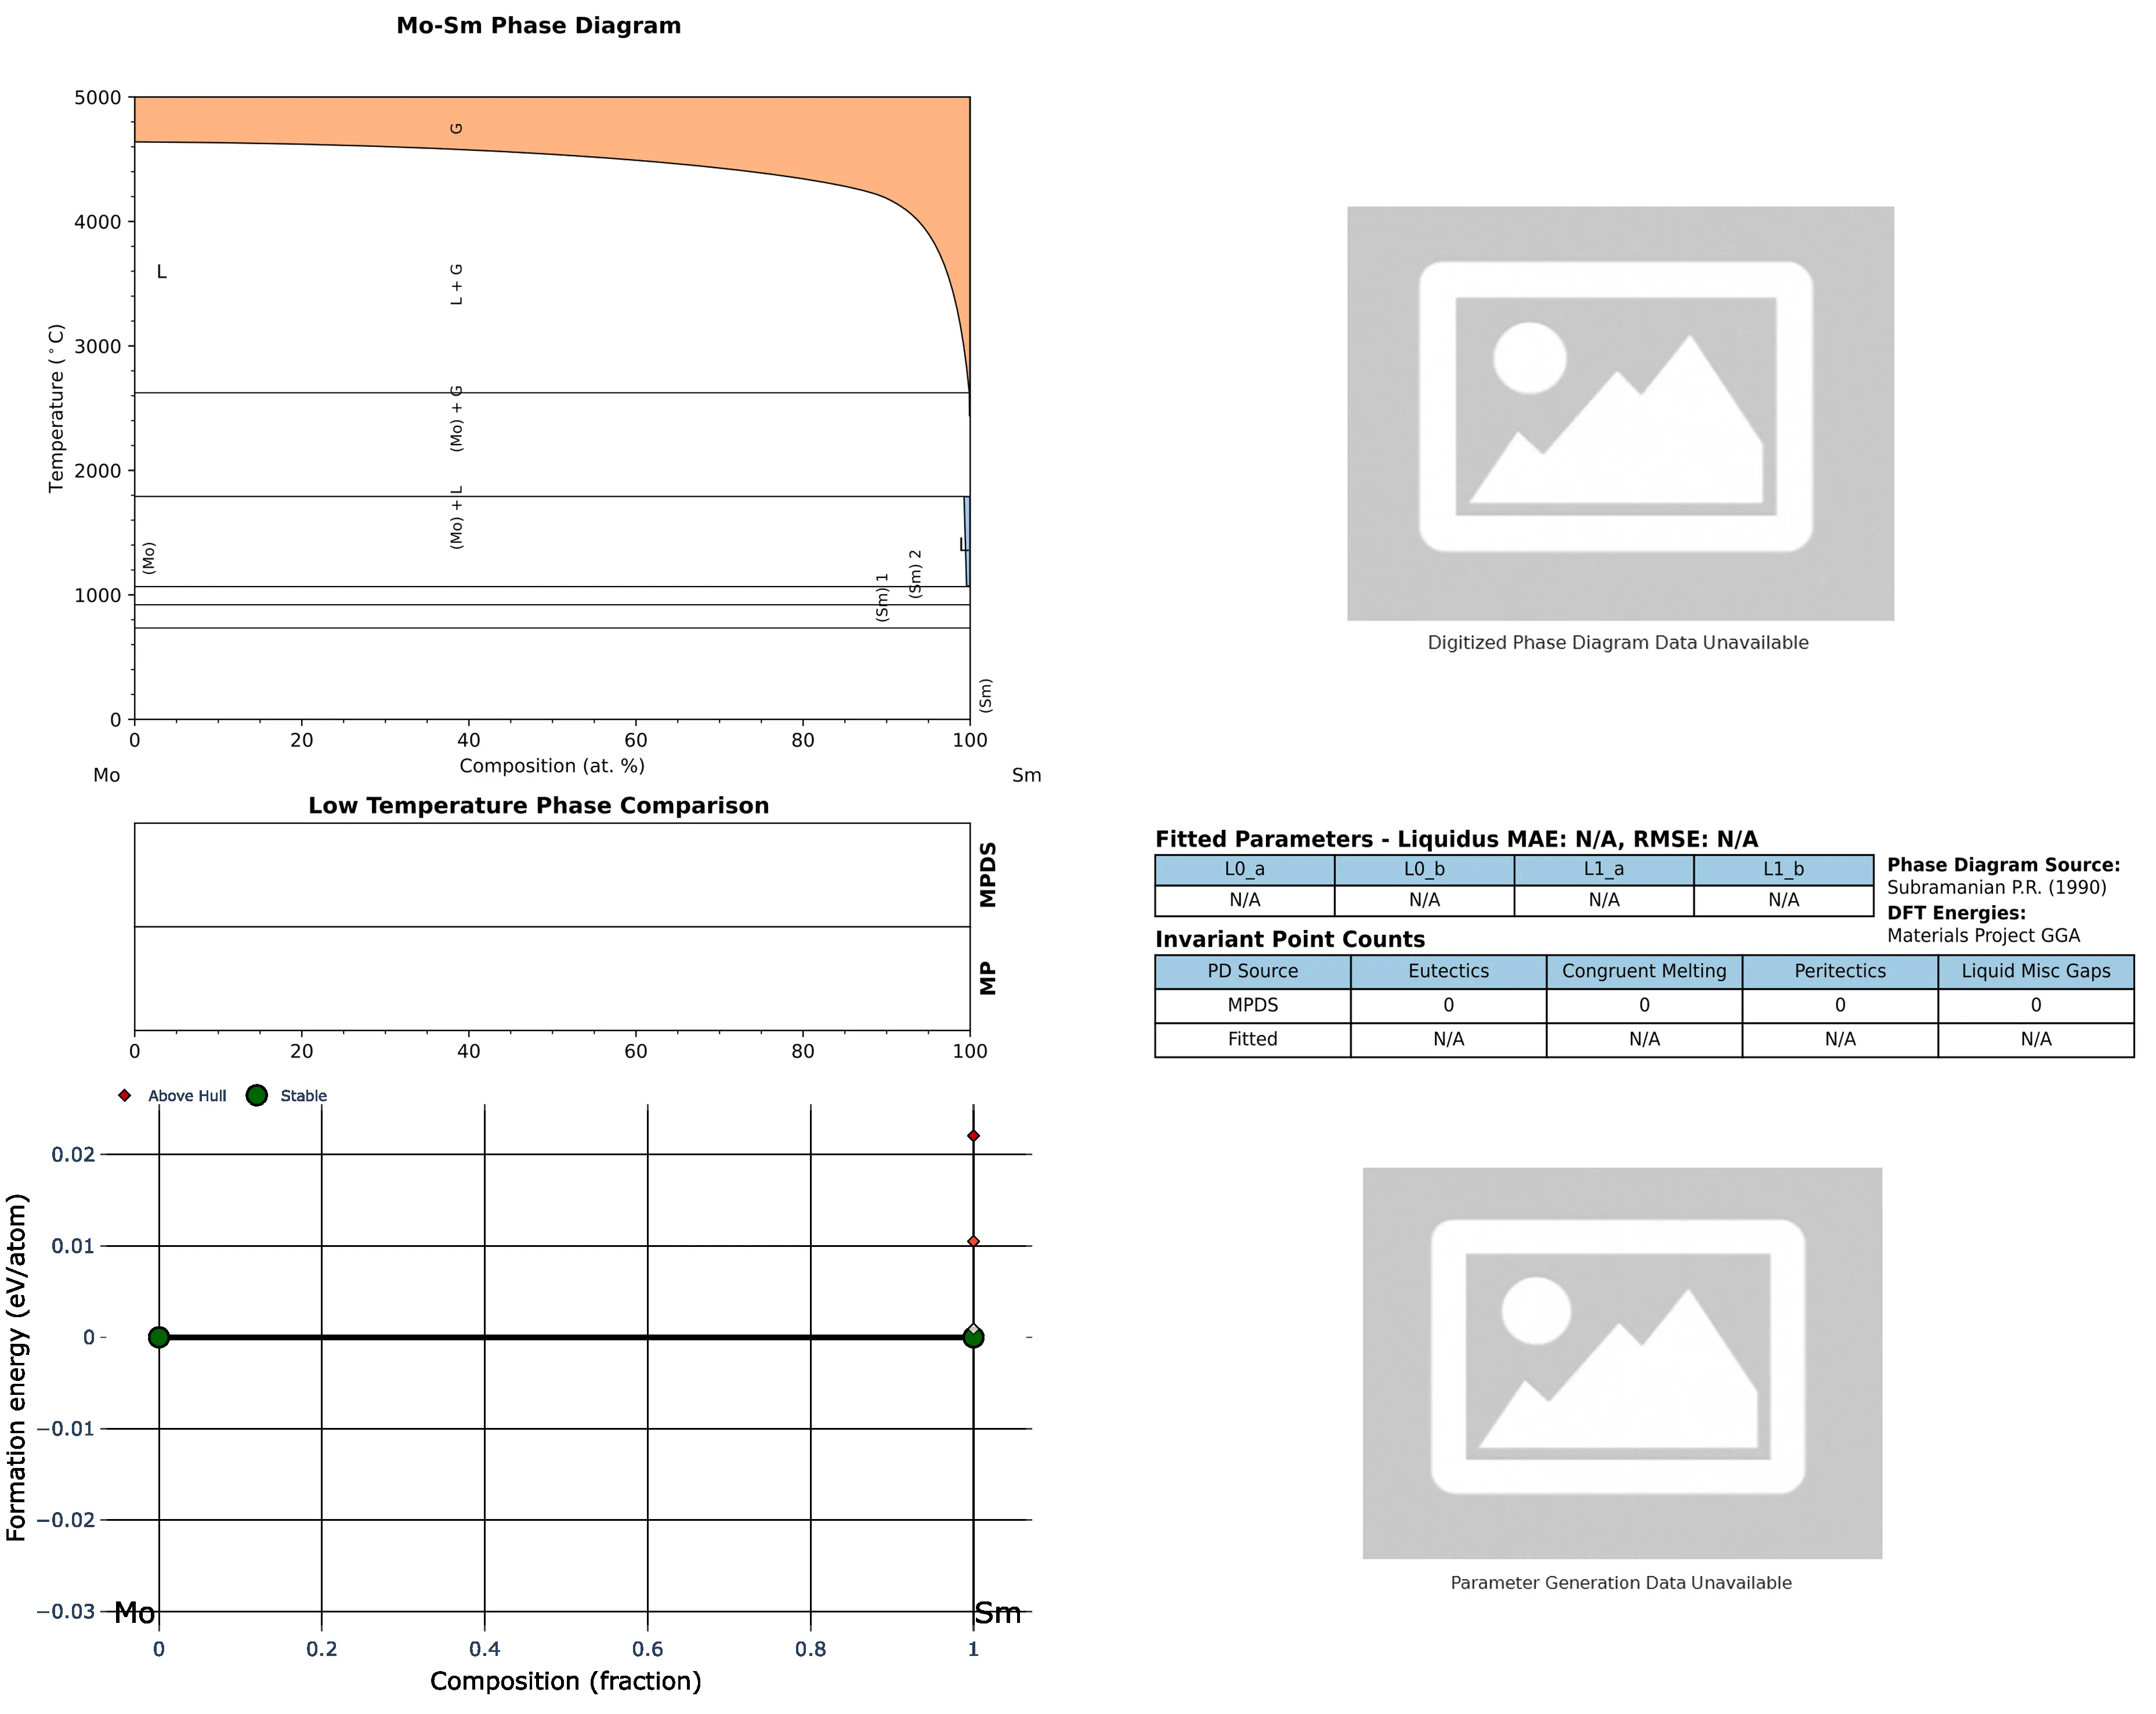 Mo-Sm Phase Diagram
5000
4000
3000
2000
1000
0
Temperature (°C)
G
L
L + G
(Mo) + G
(Mo) + L
(Mo)
(Sm) 1
(Sm) 2
L
(Sm)
0 20 40 60 80 100
Composition (at. %)
Mo Sm
Digitized Phase Diagram Data Unavailable
Low Temperature Phase Comparison
MPDS
MP
0 20 40 60 80 100
Fitted Parameters - Liquidus MAE: N/A, RMSE: N/A
L0_a L0_b L1_a L1_b
N/A N/A N/A N/A
Phase Diagram Source:
Subramanian P.R. (1990)
DFT Energies:
Materials Project GGA
Invariant Point Counts
PD Source Eutectics Congruent Melting Peritectics Liquid Misc Gaps
MPDS 0 0 0 0
Fitted N/A N/A N/A N/A
Above Hull Stable
0.02
0.01
0
−0.01
−0.02
−0.03
Formation energy (eV/atom)
Mo Sm
0 0.2 0.4 0.6 0.8 1
Composition (fraction)
Parameter Generation Data Unavailable